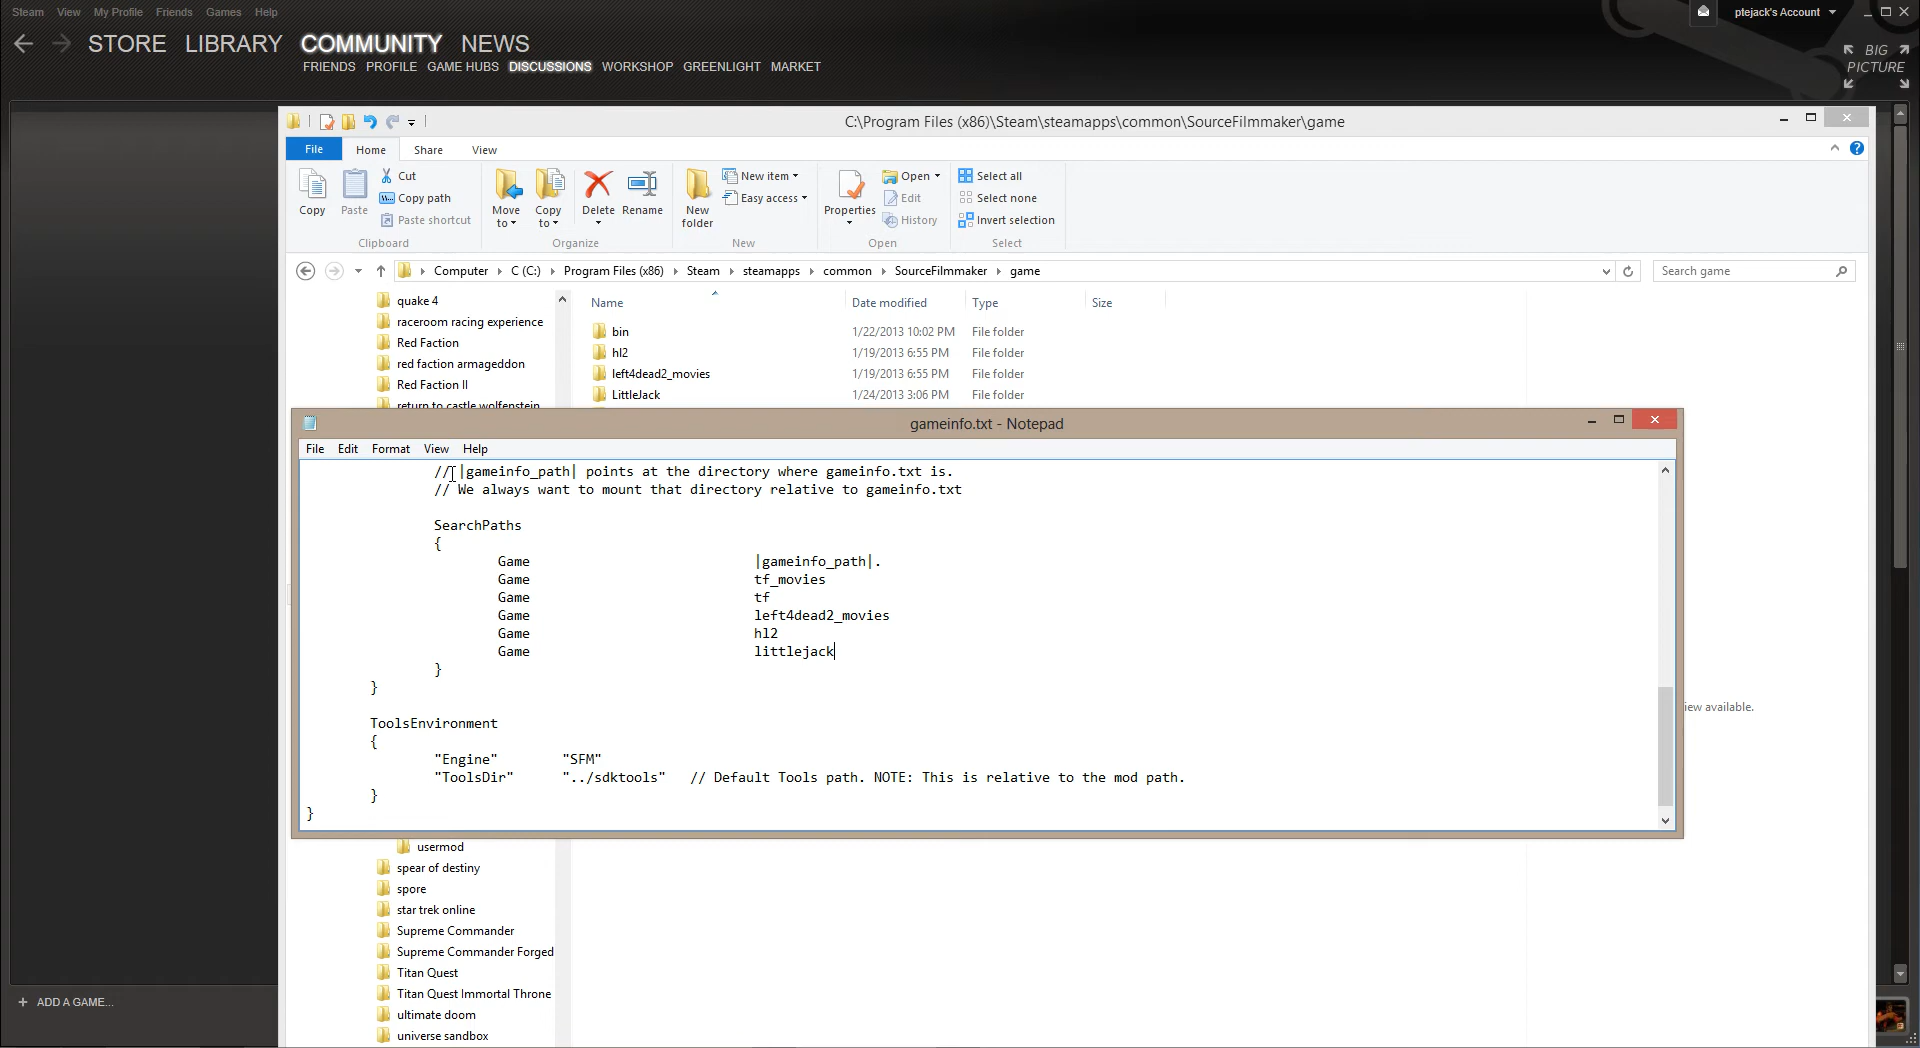 Steam View My Profile Friends Games Help
ptejack's Account
STORE LIBRARY COMMUNITY NEWS
BIG PICTURE
FRIENDS PROFILE GAME HUBS DISCUSSIONS WORKSHOP GREENLIGHT MARKET
C:\Program Files (x86)\Steam\steamapps\common\SourceFilmmaker\game
File Home Share View
Copy
Paste
Cut
Copy path
Paste shortcut
Clipboard
Move to
Copy to
Delete
Rename
Organize
New folder
New item
Easy access
New
Properties
Open
Edit
History
Open
Select all
Select none
Invert selection
Select
Computer C (C:) Program Files (x86) Steam steamapps common SourceFilmmaker game
Search game
quake 4
raceroom racing experience
Red Faction
red faction armageddon
Red Faction II
return to castle wolfenstein
Name Date modified Type Size
bin 1/22/2013 10:02 PM File folder
hl2 1/19/2013 6:55 PM File folder
left4dead2_movies 1/19/2013 6:55 PM File folder
LittleJack 1/24/2013 3:06 PM File folder
gameinfo.txt - Notepad
File Edit Format View Help
// |gameinfo_path| points at the directory where gameinfo.txt is.
// We always want to mount that directory relative to gameinfo.txt
SearchPaths
{
Game |gameinfo_path|.
Game tf_movies
Game tf
Game left4dead2_movies
Game hl2
Game littlejack
}
}
ToolsEnvironment
{
"Engine" "SFM"
"ToolsDir" "../sdktools" // Default Tools path. NOTE: This is relative to the mod path.
}
}
available.
usermod
spear of destiny
spore
star trek online
Supreme Commander
Supreme Commander Forged
Titan Quest
Titan Quest Immortal Throne
ultimate doom
universe sandbox
+ ADD A GAME...